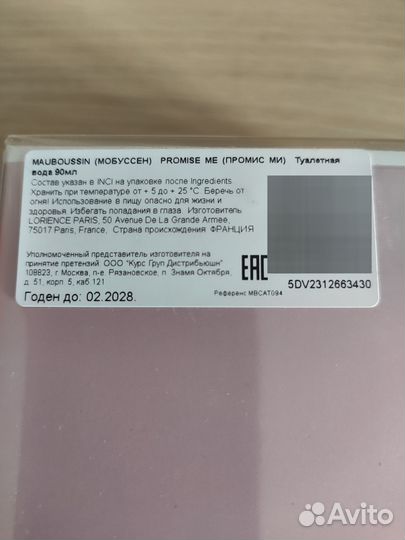 MAUBOUSSIN (МОБУССЕН) PROMISE ME (ПРОМИС МИ) Туалетная
вода 90мл
Состав указан в INCI на упаковке после Ingredients.
Хранить при температуре от + 5 до + 25 °C. Беречь от
огня! Использование в пищу опасно для жизни и
здоровья. Избегать попадания в глаза. Изготовитель
LORIENCE PARIS, 50 Avenue De La Grande Armee,
75017 Paris, France, Страна происхождения ФРАНЦИЯ
Уполномоченный представитель изготовителя на
принятие претензий: ООО "Курс Груп Дистрибьюшн"
108823, г. Москва, п-е. Рязановское, п. Знамя Октября,
д. 51, корп 5, каб.121
Годен до: 02.2028.
EAC
5DV2312663430
Референс MBCAT094
Avito